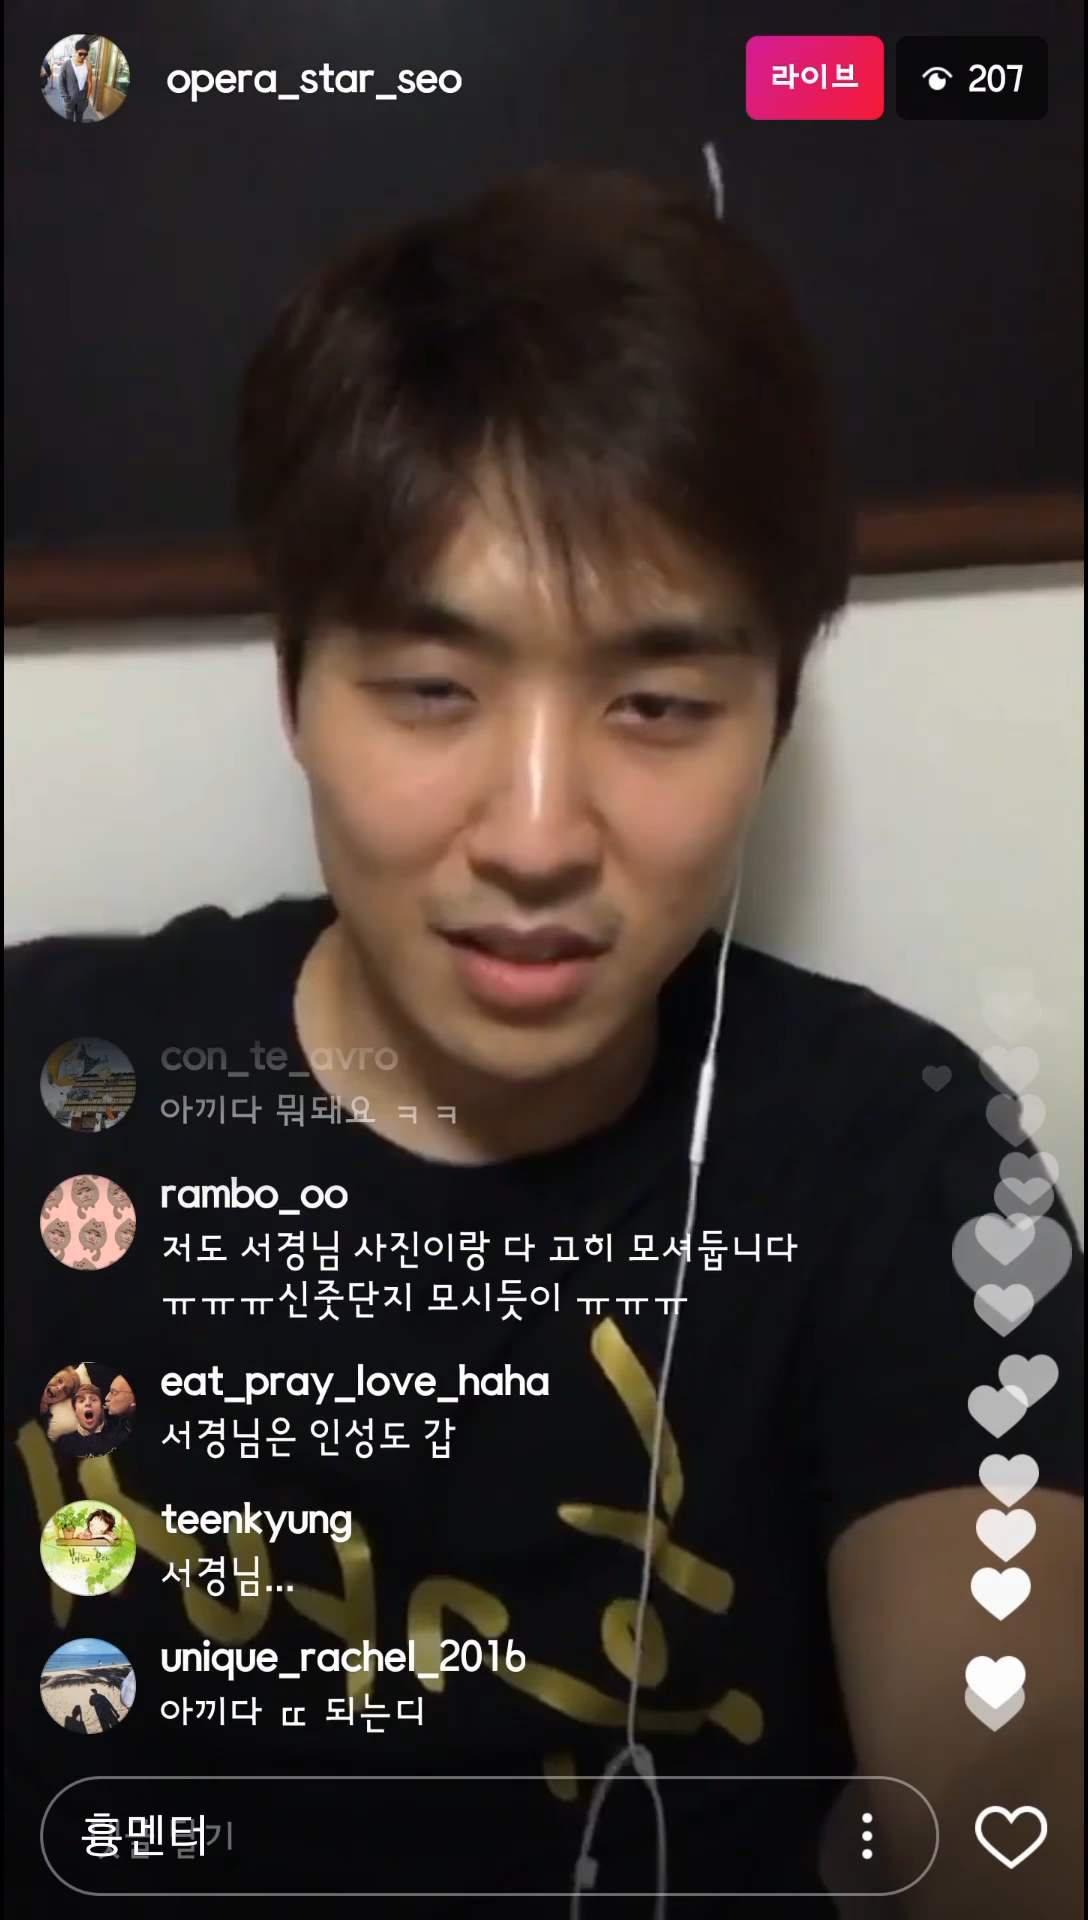 opera_star_seo
라이브
207
con_te_avro
아끼다 뭐돼요 ㅋㅋ
rambo_oo
저도 서경님 사진이랑 다 고히 모셔둡니다
ㅠㅠㅠ신줏단지 모시듯이 ㅠㅠㅠ
eat_pray_love_haha
서경님은 인성도 갑
teenkyung
서경님...
unique_rachel_2016
아끼다 ㄸ 되는디
흉멘터